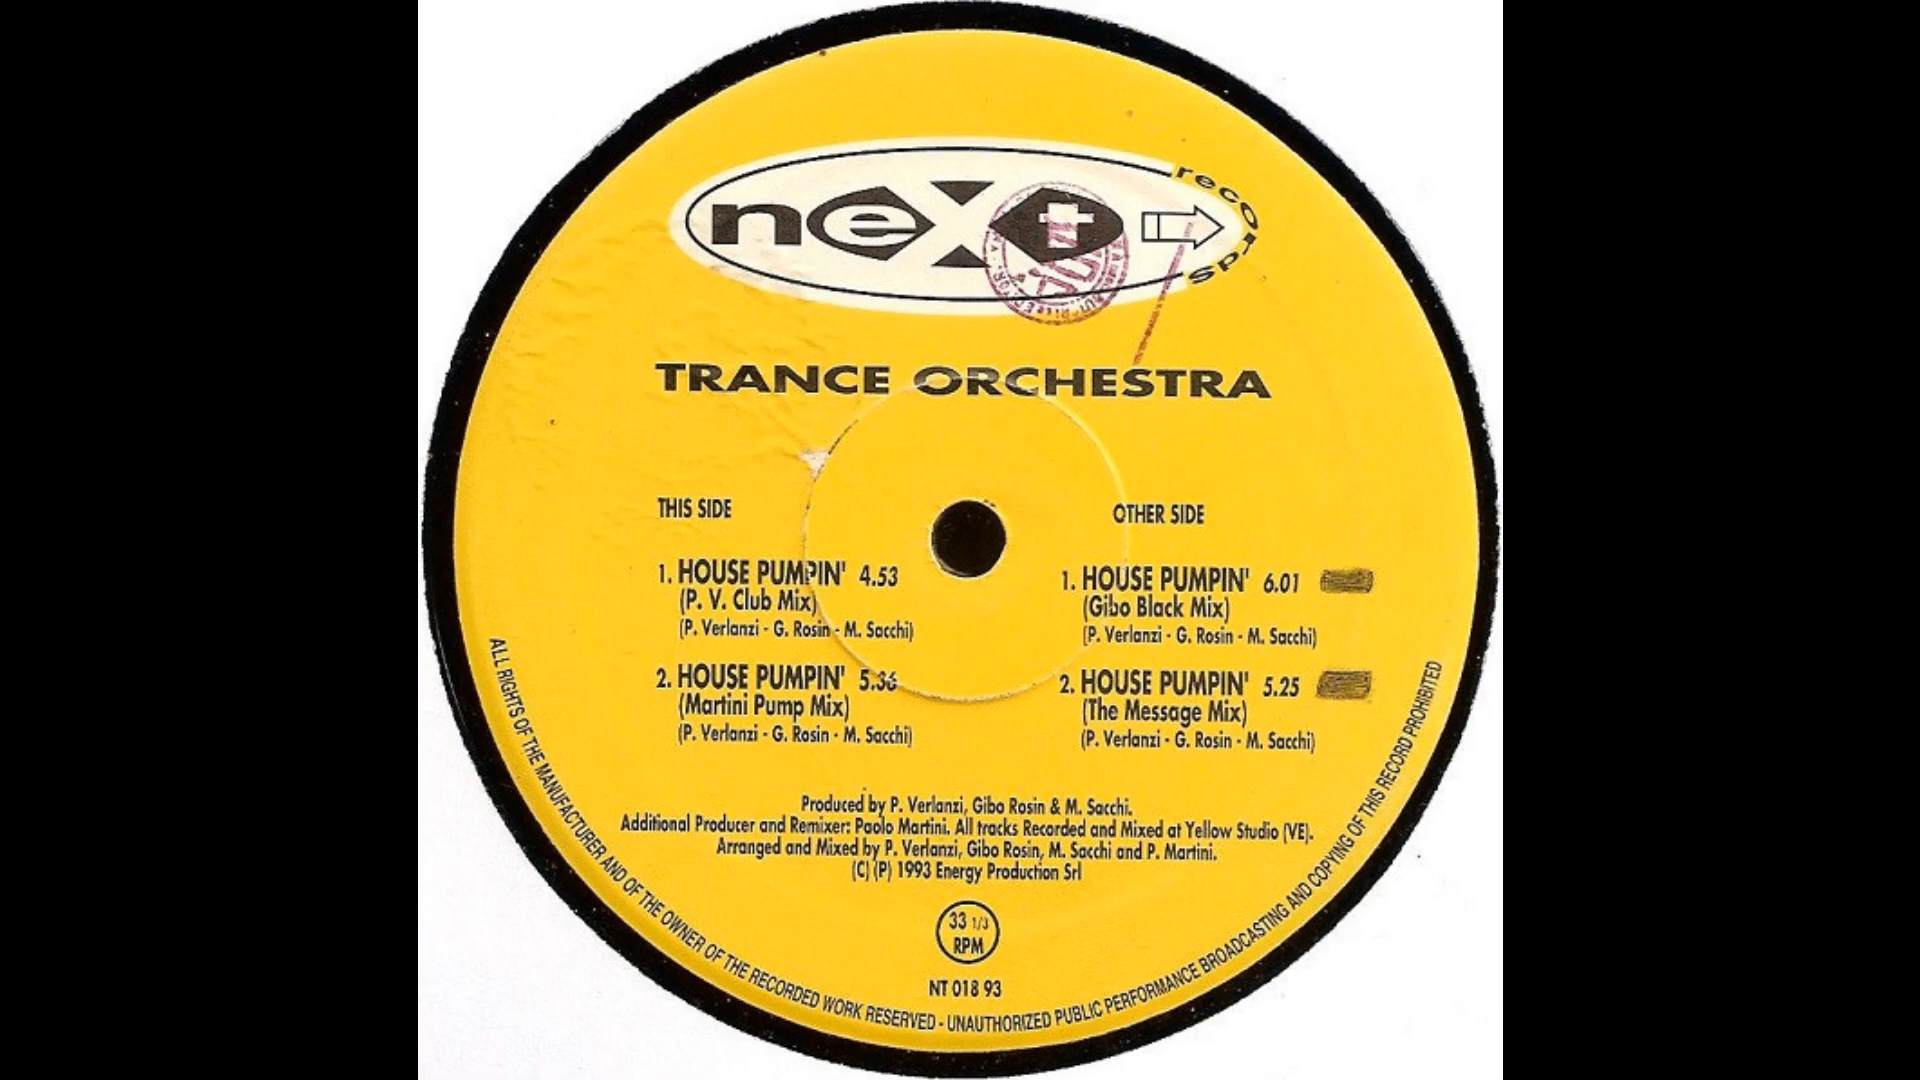 next
records
TRANCE ORCHESTRA
THIS SIDE
1. HOUSE PUMPIN' 4.53
(P. V. Club Mix)
(P. Verlanzi - G. Rosin - M. Sacchi)
2. HOUSE PUMPIN' 5.36
(Martini Pump Mix)
(P. Verlanzi - G. Rosin - M. Sacchi)
OTHER SIDE
1. HOUSE PUMPIN' 6.01
(Gibo Black Mix)
(P. Verlanzi - G. Rosin - M. Sacchi)
2. HOUSE PUMPIN' 5.25
(The Message Mix)
(P. Verlanzi - G. Rosin - M. Sacchi)
Produced by P. Verlanzi, Gibo Rosin & M. Sacchi.
Additional Producer and Remixer: Paolo Martini. All tracks Recorded and Mixed at Yellow Studio (VE).
Arranged and Mixed by P. Verlanzi, Gibo Rosin, M. Sacchi and P. Martini.
(C) (P) 1993 Energy Production Srl
33 1/3
RPM
NT 018 93
ALL RIGHTS OF THE MANUFACTURER AND OF THE OWNER OF THE RECORDED WORK RESERVED - UNAUTHORIZED PUBLIC PERFORMANCE BROADCASTING AND COPYING OF THIS RECORD PROHIBITED